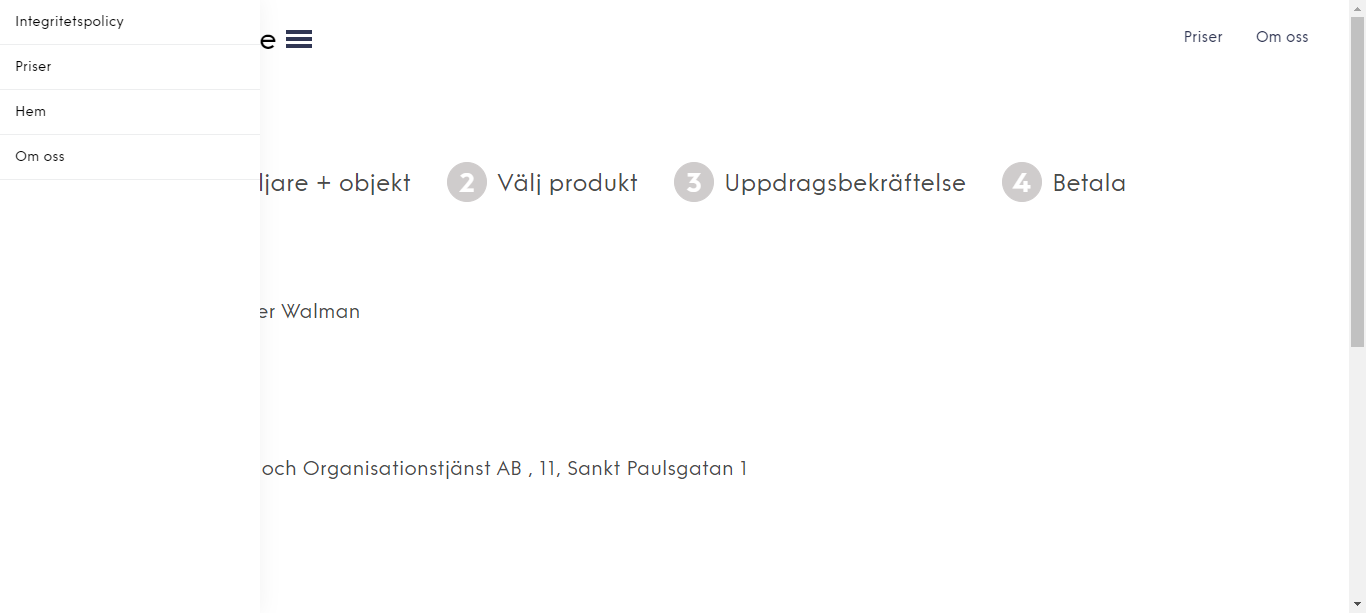 Integritetspolicy
Priser
Hem
Om oss
e
Priser Om oss
ljare + objekt 2 Välj produkt 3 Uppdragsbekräftelse 4 Betala
er Walman
och Organisationstjänst AB , 11, Sankt Paulsgatan 1